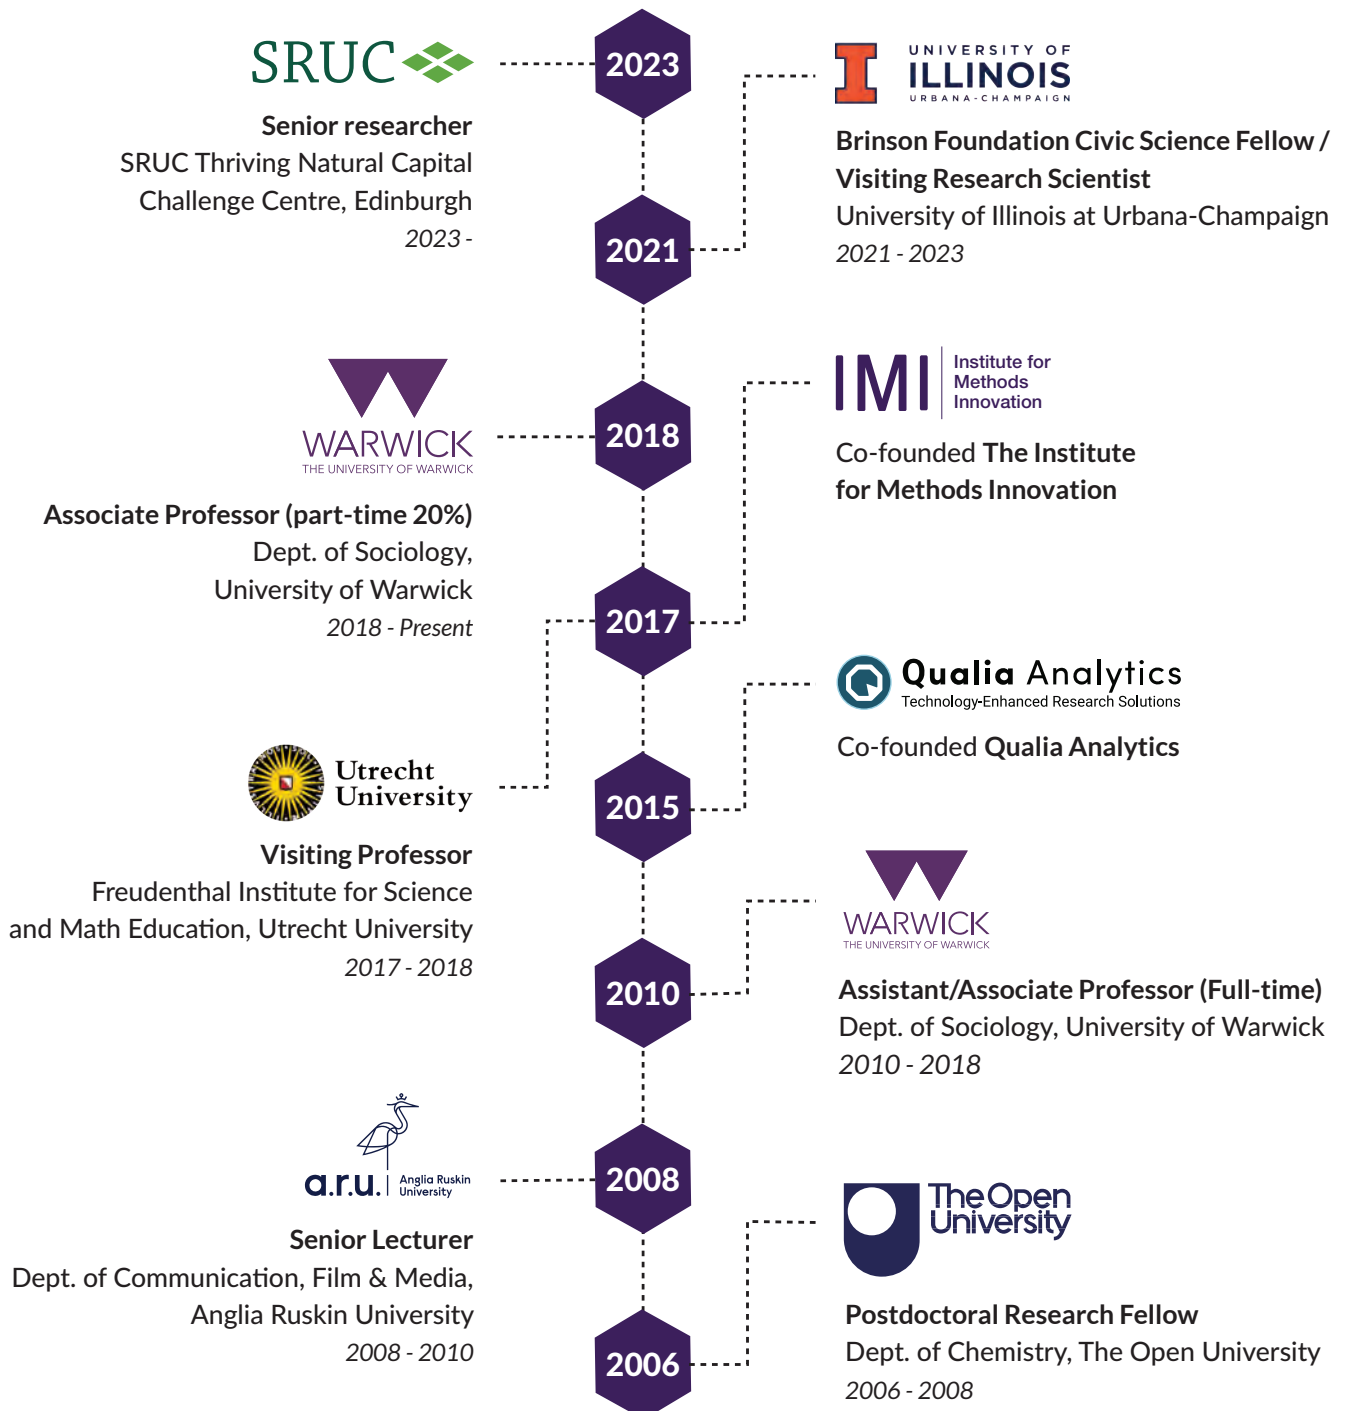 SRUC
2023
Senior researcher
SRUC Thriving Natural Capital
Challenge Centre, Edinburgh
2023 -
UNIVERSITY OF
ILLINOIS
URBANA-CHAMPAIGN
Brinson Foundation Civic Science Fellow /
Visiting Research Scientist
University of Illinois at Urbana-Champaign
2021 - 2023
2021
WARWICK
THE UNIVERSITY OF WARWICK
2018
Associate Professor (part-time 20%)
Dept. of Sociology,
University of Warwick
2018 - Present
IMI
Institute for
Methods
Innovation
Co-founded The Institute
for Methods Innovation
2017
Utrecht
University
Visiting Professor
Freudenthal Institute for Science
and Math Education, Utrecht University
2017 - 2018
Qualia Analytics
Technology-Enhanced Research Solutions
Co-founded Qualia Analytics
2015
WARWICK
THE UNIVERSITY OF WARWICK
Assistant/Associate Professor (Full-time)
Dept. of Sociology, University of Warwick
2010 - 2018
2010
a.r.u.
Anglia Ruskin
University
2008
Senior Lecturer
Dept. of Communication, Film & Media,
Anglia Ruskin University
2008 - 2010
The Open
University
Postdoctoral Research Fellow
Dept. of Chemistry, The Open University
2006 - 2008
2006